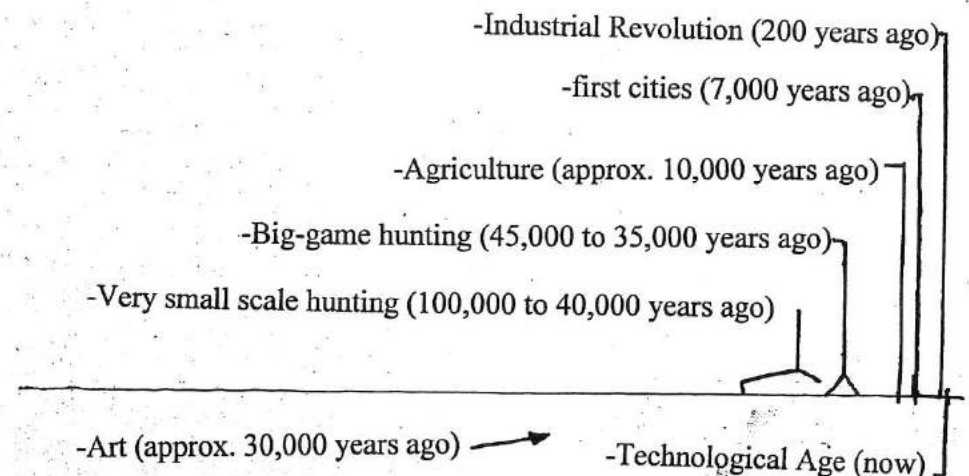 -Industrial Revolution (200 years ago)
-first cities (7,000 years ago)
-Agriculture (approx. 10,000 years ago)
-Big-game hunting (45,000 to 35,000 years ago)
-Very small scale hunting (100,000 to 40,000 years ago)
-Art (approx. 30,000 years ago)
-Technological Age (now)